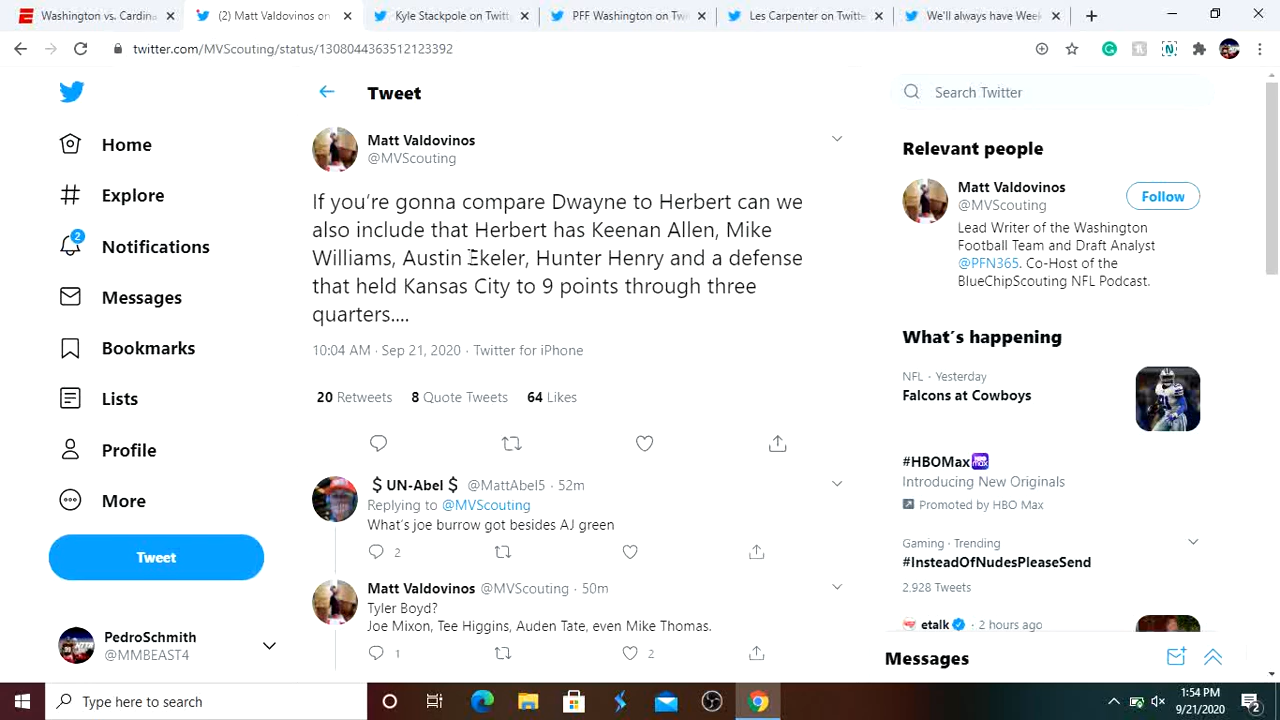 Washington vs. Cardina
(2) Matt Valdovinos on
Kyle Stackpole on Twitt
PFF Washington on Tw
Les Carpenter on Twitte
We'll always have Wee
twitter.com/MVScouting/status/1308044363512123392
Home
Explore
2
Notifications
Messages
Bookmarks
Lists
Profile
More
Tweet
PedroSchmith
@MMBEAST4
Tweet
Matt Valdovinos
@MVScouting
If you're gonna compare Dwayne to Herbert can we
also include that Herbert has Keenan Allen, Mike
Williams, Austin Ekeler, Hunter Henry and a defense
that held Kansas City to 9 points through three
quarters....
10:04 AM · Sep 21, 2020 · Twitter for iPhone
20 Retweets 8 Quote Tweets 64 Likes
$ UN-Abel $ @MattAbel5 · 52m
Replying to @MVScouting
What's joe burrow got besides AJ green
2
Matt Valdovinos @MVScouting · 50m
Tyler Boyd?
Joe Mixon, Tee Higgins, Auden Tate, even Mike Thomas.
1 2
Search Twitter
Relevant people
Matt Valdovinos
@MVScouting
Follow
Lead Writer of the Washington
Football Team and Draft Analyst
@PFN365. Co-Host of the
BlueChipScouting NFL Podcast.
What's happening
NFL · Yesterday
Falcons at Cowboys
#HBOMax
Introducing New Originals
Promoted by HBO Max
Gaming · Trending
#InsteadOfNudesPleaseSend
2,928 Tweets
etalk · 2 hours ago
Messages
Type here to search
1:54 PM
9/21/2020
2